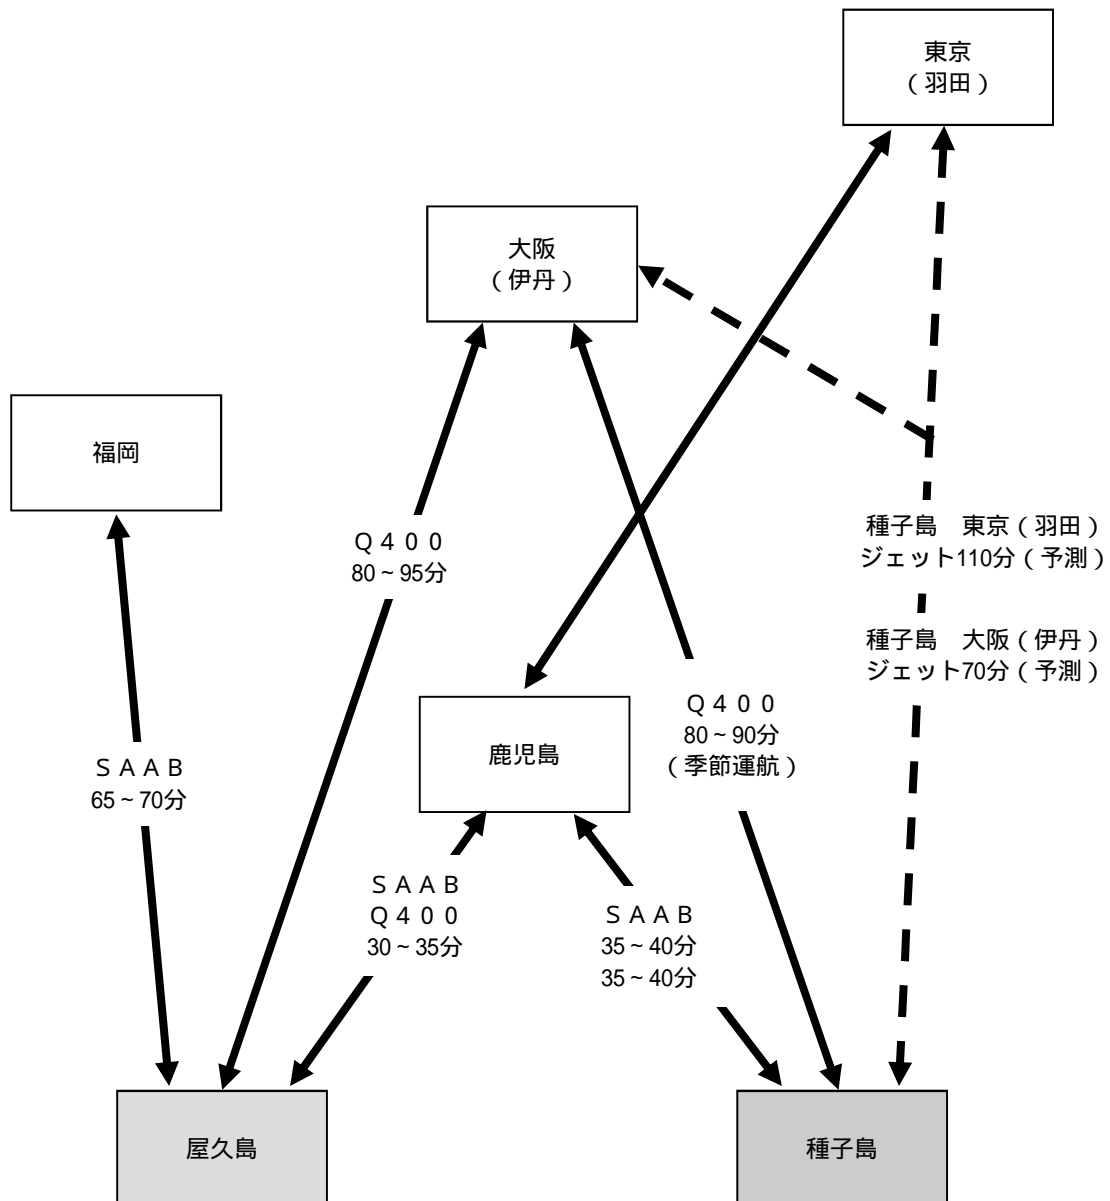 東京
（羽田）
大阪
（伊丹）
福岡
Ｑ４００
80～95分
種子島　東京（羽田）
ジェット110分（予測）
種子島　大阪（伊丹）
ジェット70分（予測）
Ｑ４００
80～90分
（季節運航）
鹿児島
ＳＡＡＢ
65～70分
ＳＡＡＢ
Ｑ４００
30～35分
ＳＡＡＢ
35～40分
35～40分
屋久島
種子島